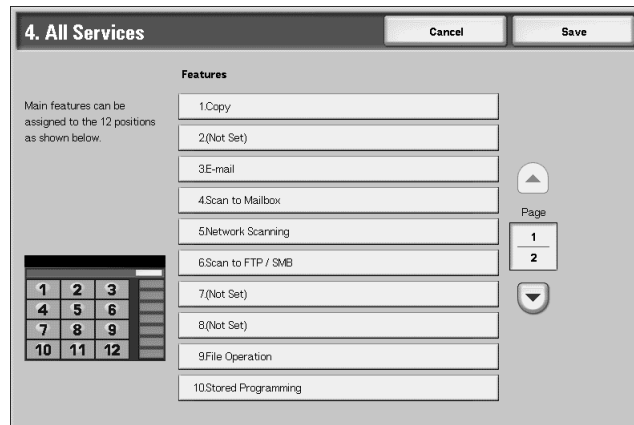 4. All Services
Cancel
Save
Features
Main features can be
assigned to the 12 positions
as shown below.
1.Copy
2.(Not Set)
3.E-mail
4.Scan to Mailbox
5.Network Scanning
6.Scan to FTP / SMB
7.(Not Set)
8.(Not Set)
9.File Operation
10.Stored Programming
Page
1
2
1 2 3
4 5 6
7 8 9
10 11 12